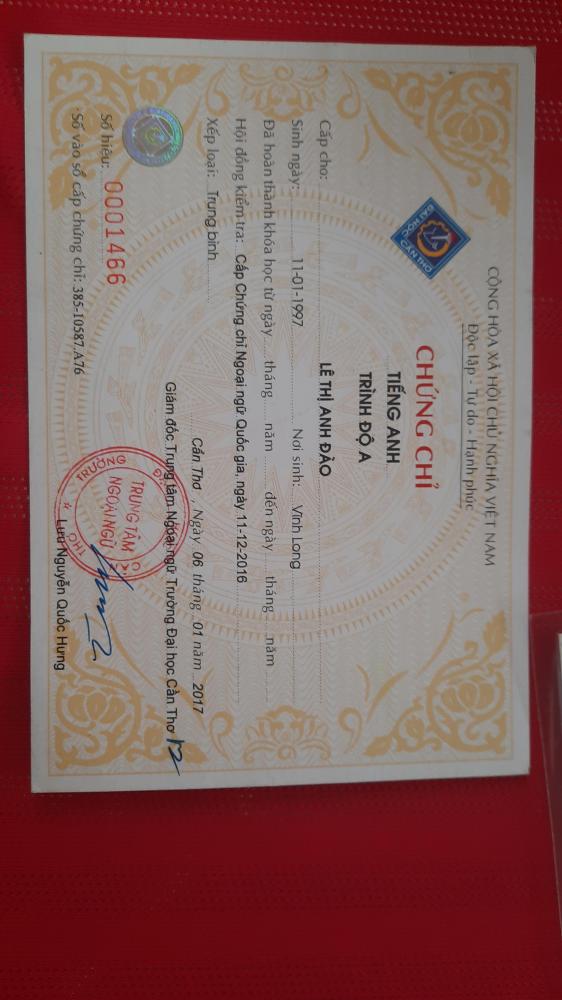 CỘNG HÒA XÃ HỘI CHỦ NGHĨA VIỆT NAM
Độc lập - Tự do - Hạnh phúc
ĐẠI HỌC
CẦN THƠ
CHỨNG CHỈ
TIẾNG ANH
TRÌNH ĐỘ A
Cấp cho: LÊ THỊ ANH ĐÀO
Sinh ngày: 11-01-1997 Nơi sinh: Vĩnh Long
Đã hoàn thành khóa học từ ngày tháng năm đến ngày tháng năm
Hội đồng kiểm tra: Cấp Chứng chỉ Ngoại ngữ Quốc gia, ngày 11-12-2016
Xếp loại: Trung bình
Cần Thơ Ngày 06 tháng 01 năm 2017
Giám đốc Trung tâm Ngoại ngữ Trường Đại học Cần Thơ
TRƯỜNG
THƠ
TRUNG TÂM
NGOẠI NGỮ
Số hiệu: 0001466
Số vào sổ cấp chứng chỉ: 385-10587.A76
Lưu Nguyễn Quốc Hưng